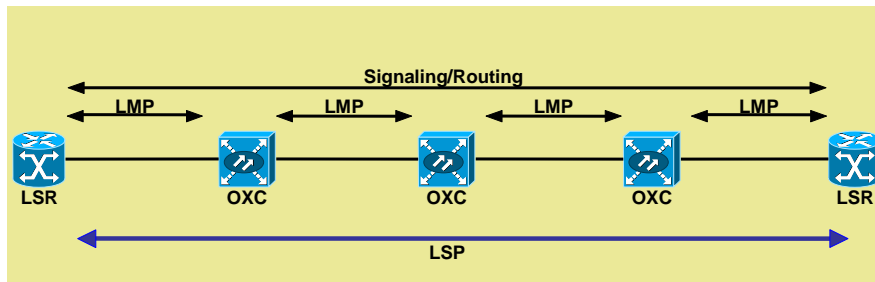 Signaling/Routing
LMP LMP LMP LMP
LSR OXC OXC OXC LSR
LSP